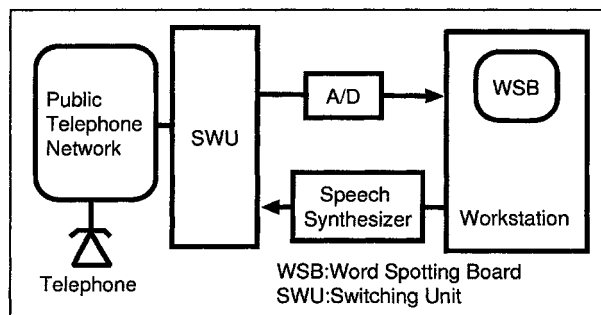 Public
Telephone
Network
SWU
A/D
WSB
Speech
Synthesizer
Workstation
Telephone
WSB:Word Spotting Board
SWU:Switching Unit